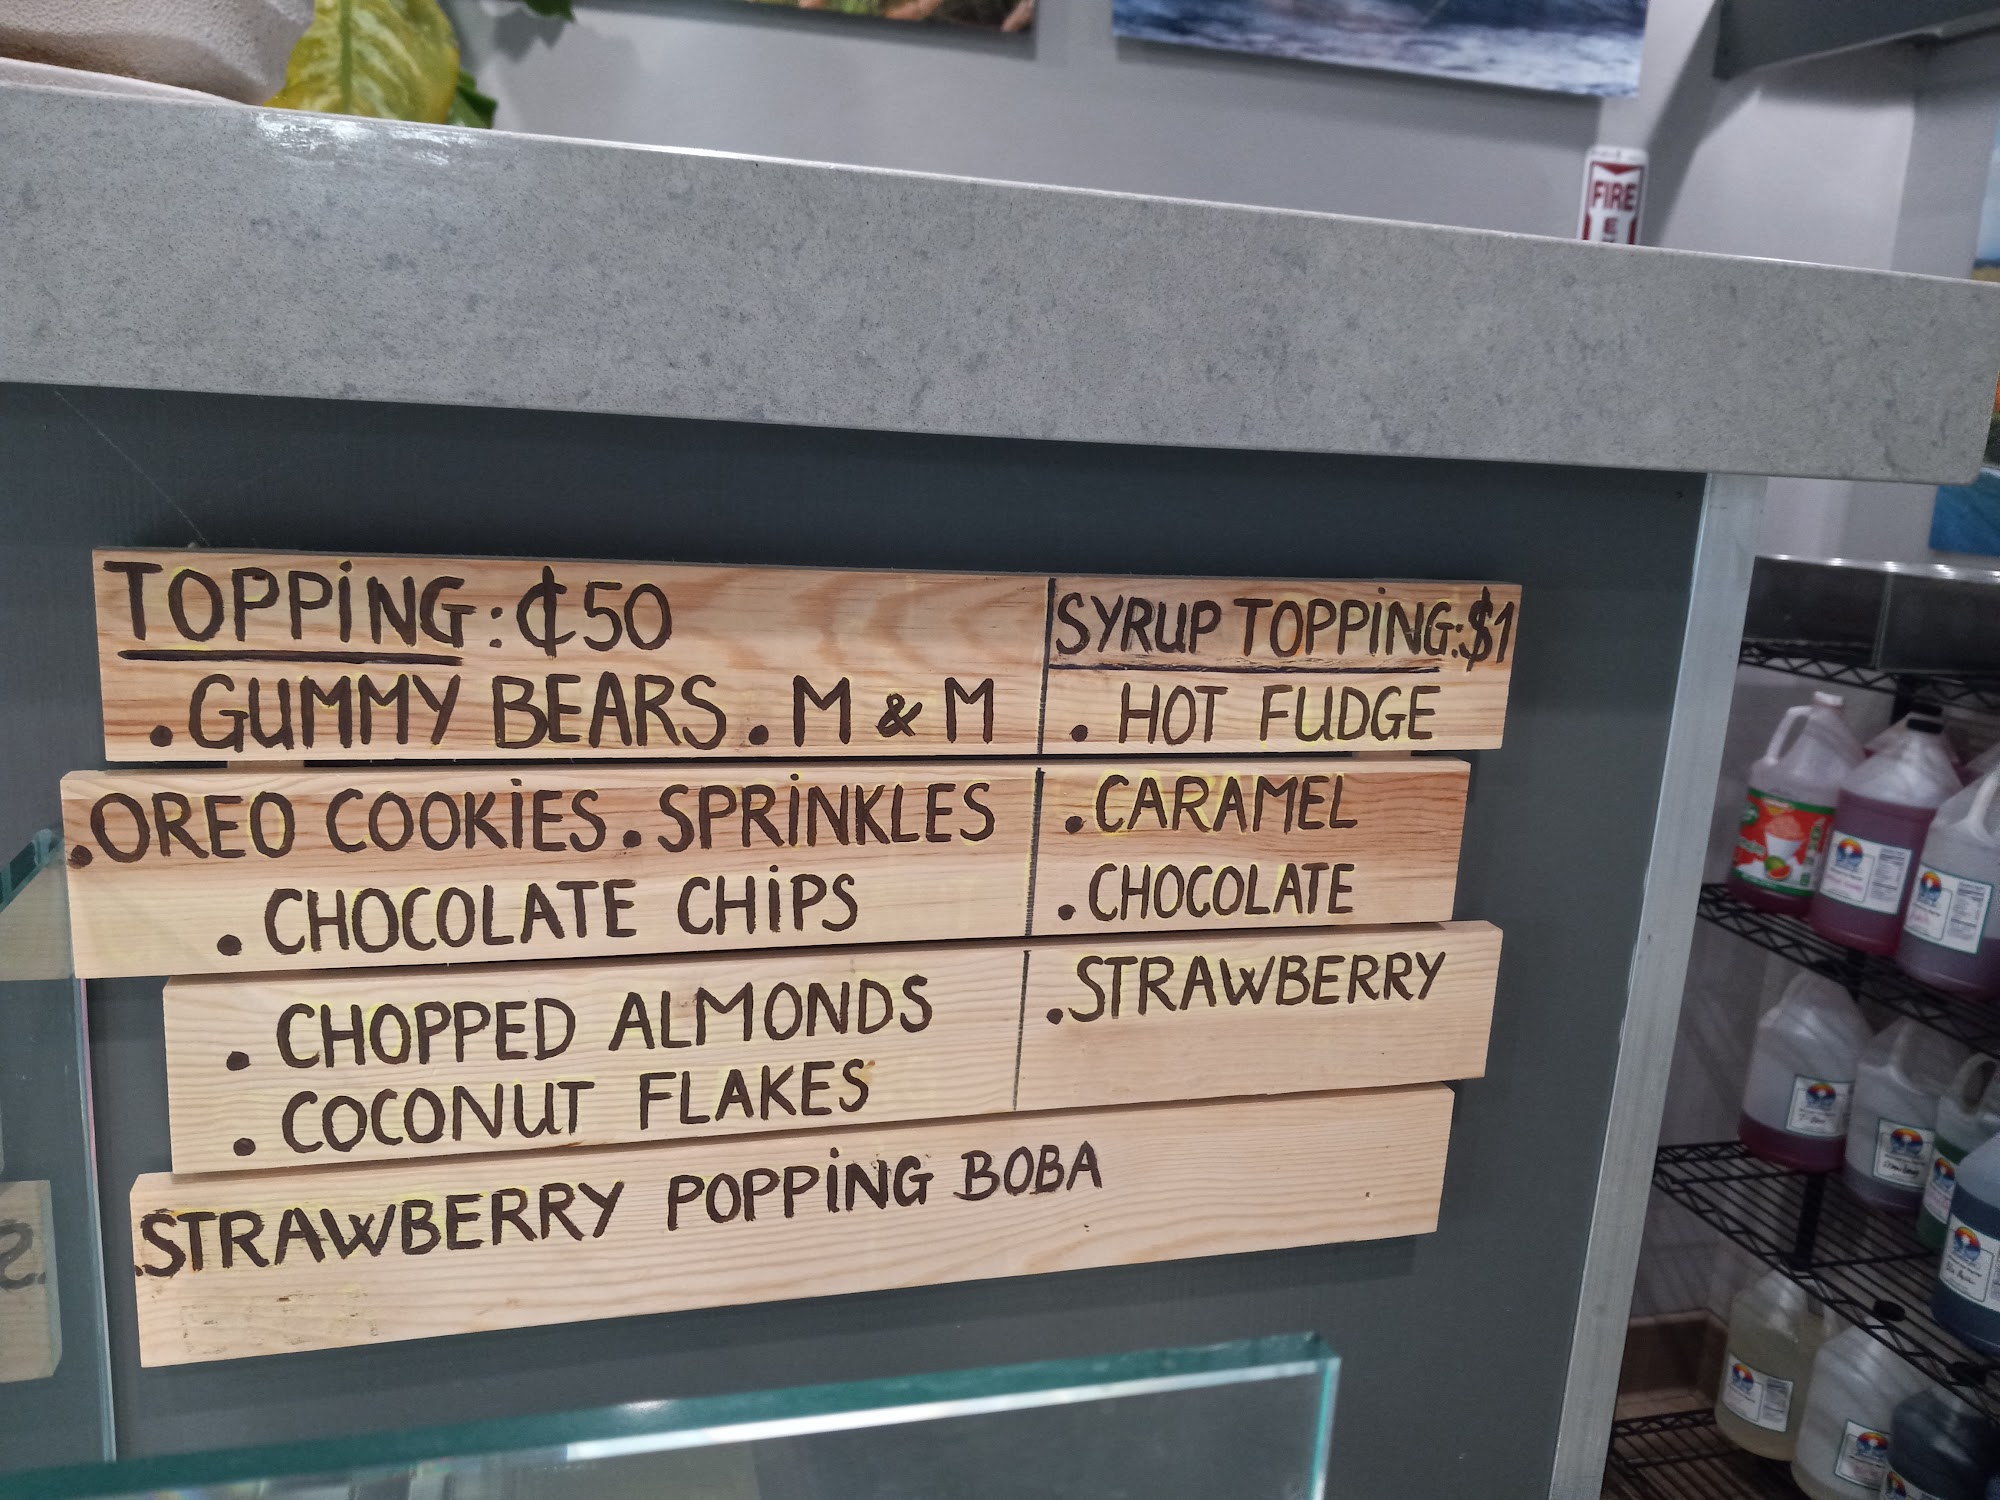 FIRE
TOPPING: ¢50
. GUMMY BEARS . M & M
. OREO COOKIES . SPRINKLES
. CHOCOLATE CHIPS
. CHOPPED ALMONDS
. COCONUT FLAKES
. STRAWBERRY POPPING BOBA
SYRUP TOPPING: $1
. HOT FUDGE
. CARAMEL
. CHOCOLATE
. STRAWBERRY